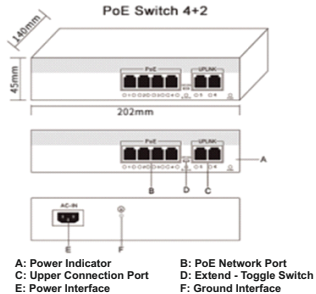 PoE Switch 4+2
140mm
45mm
PoE
UPLINK
202mm
PoE
UPLINK
A
B
D
C
AC-IN
E
F
A: Power Indicator
B: PoE Network Port
C: Upper Connection Port
D: Extend - Toggle Switch
E: Power Interface
F: Ground Interface